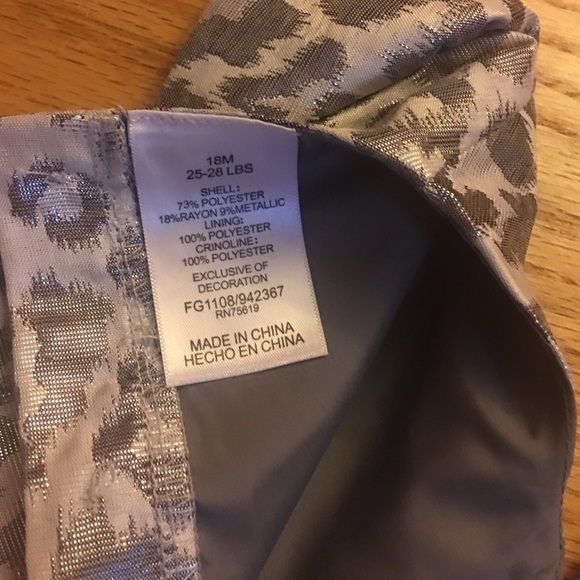 18M
25-28 LBS
SHELL:
73% POLYESTER
18%RAYON 9%METALLIC
LINING:
100% POLYESTER
CRINOLINE:
100% POLYESTER
EXCLUSIVE OF
DECORATION
FG1108/942367
RN75619
MADE IN CHINA
HECHO EN CHINA